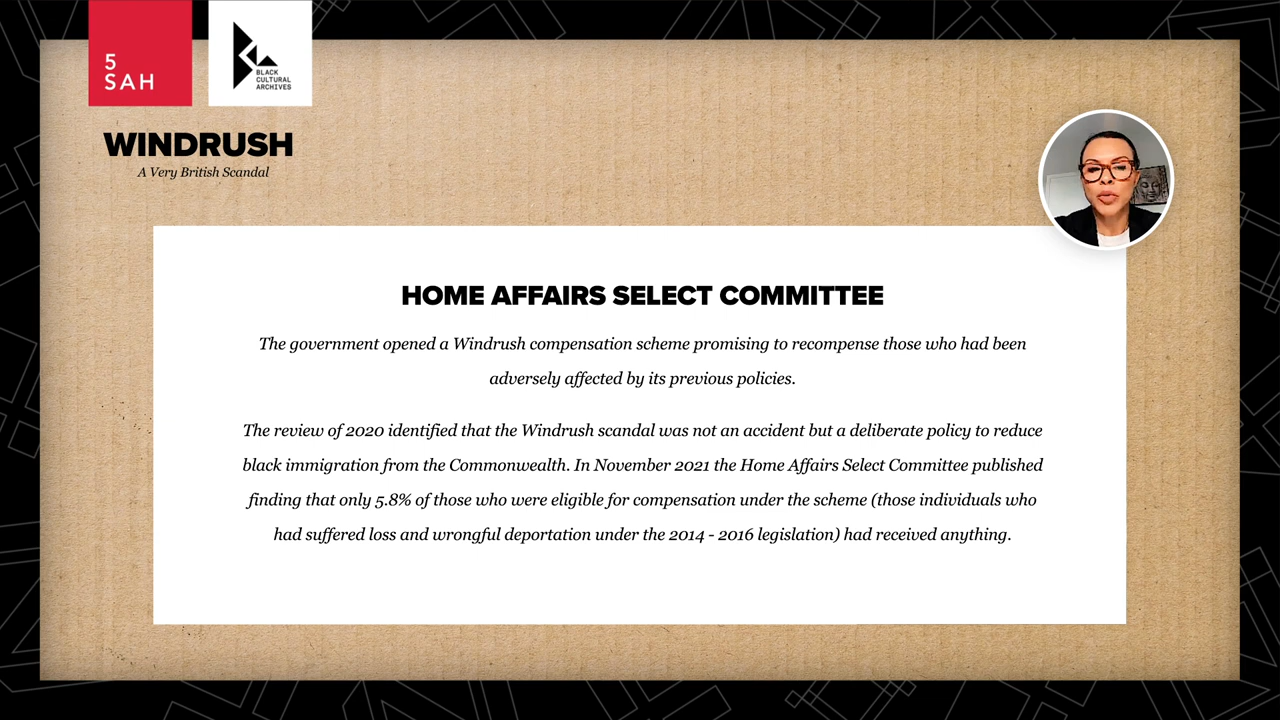 5
SAH
BLACK
CULTURAL
ARCHIVES
WINDRUSH
A Very British Scandal
HOME AFFAIRS SELECT COMMITTEE
The government opened a Windrush compensation scheme promising to recompense those who had been
adversely affected by its previous policies.
The review of 2020 identified that the Windrush scandal was not an accident but a deliberate policy to reduce
black immigration from the Commonwealth. In November 2021 the Home Affairs Select Committee published
finding that only 5.8% of those who were eligible for compensation under the scheme (those individuals who
had suffered loss and wrongful deportation under the 2014 - 2016 legislation) had received anything.